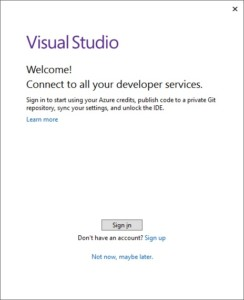 Visual Studio
Welcome!
Connect to all your developer services.
Sign in to start using your Azure credits, publish code to a private Git
repository, sync your settings, and unlock the IDE.
Learn more
Sign in
Don't have an account? Sign up
Not now, maybe later.